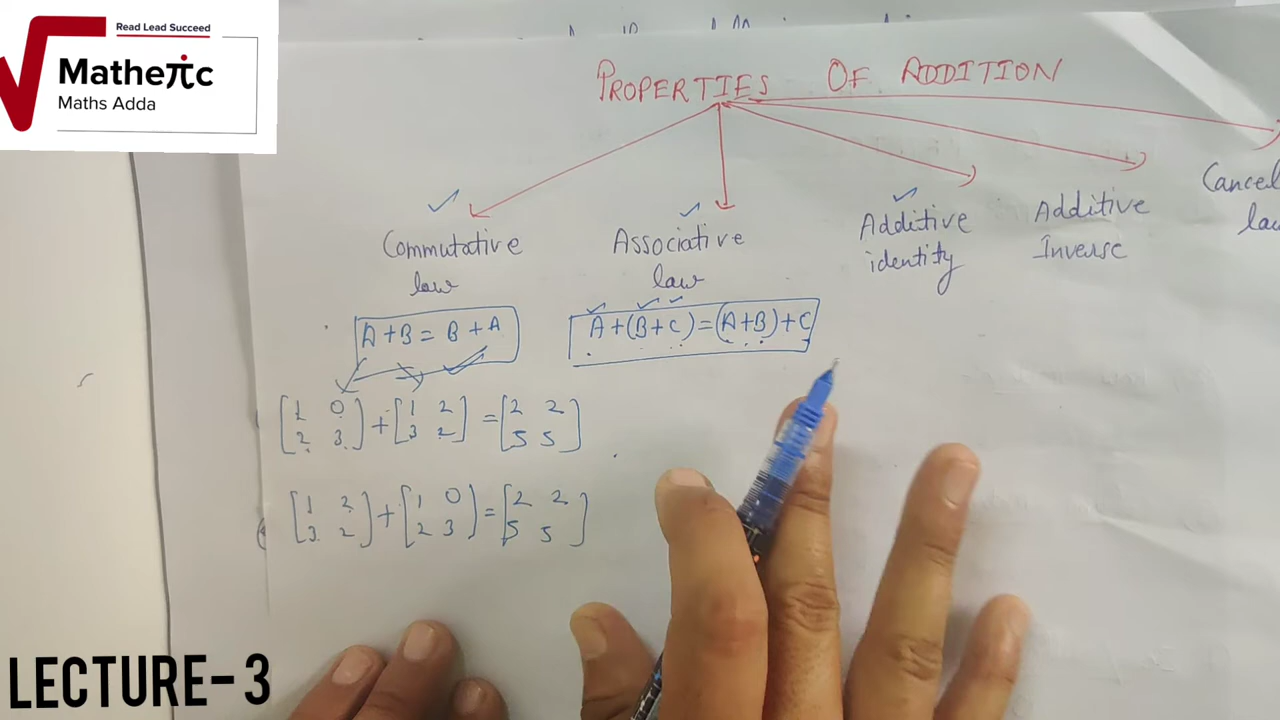 Read Lead Succeed
Matheπc
Maths Adda
PROPERTIES OF ADDITION
Commutative law
A+B = B+A
[1 0] + [1 2] = [2 2]
[2 3] [3 2] [5 5]
[1 2] + [1 0] = [2 2]
[3 2] [2 3] [5 5]
Associative law
A+(B+C)=(A+B)+C
Additive identity
Additive Inverse
LECTURE-3